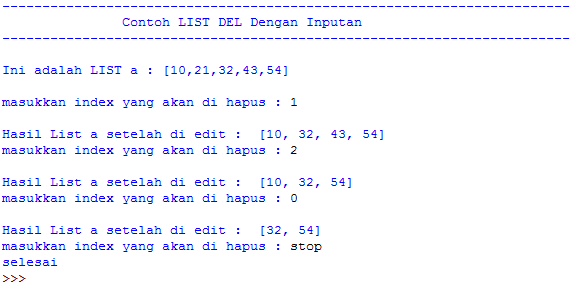 -----------------------------------------------------------------------
Contoh LIST DEL Dengan Inputan
-----------------------------------------------------------------------
Ini adalah LIST a : [10,21,32,43,54]
masukkan index yang akan di hapus : 1
Hasil List a setelah di edit :  [10, 32, 43, 54]
masukkan index yang akan di hapus : 2
Hasil List a setelah di edit :  [10, 32, 54]
masukkan index yang akan di hapus : 0
Hasil List a setelah di edit :  [32, 54]
masukkan index yang akan di hapus : stop
selesai
>>>